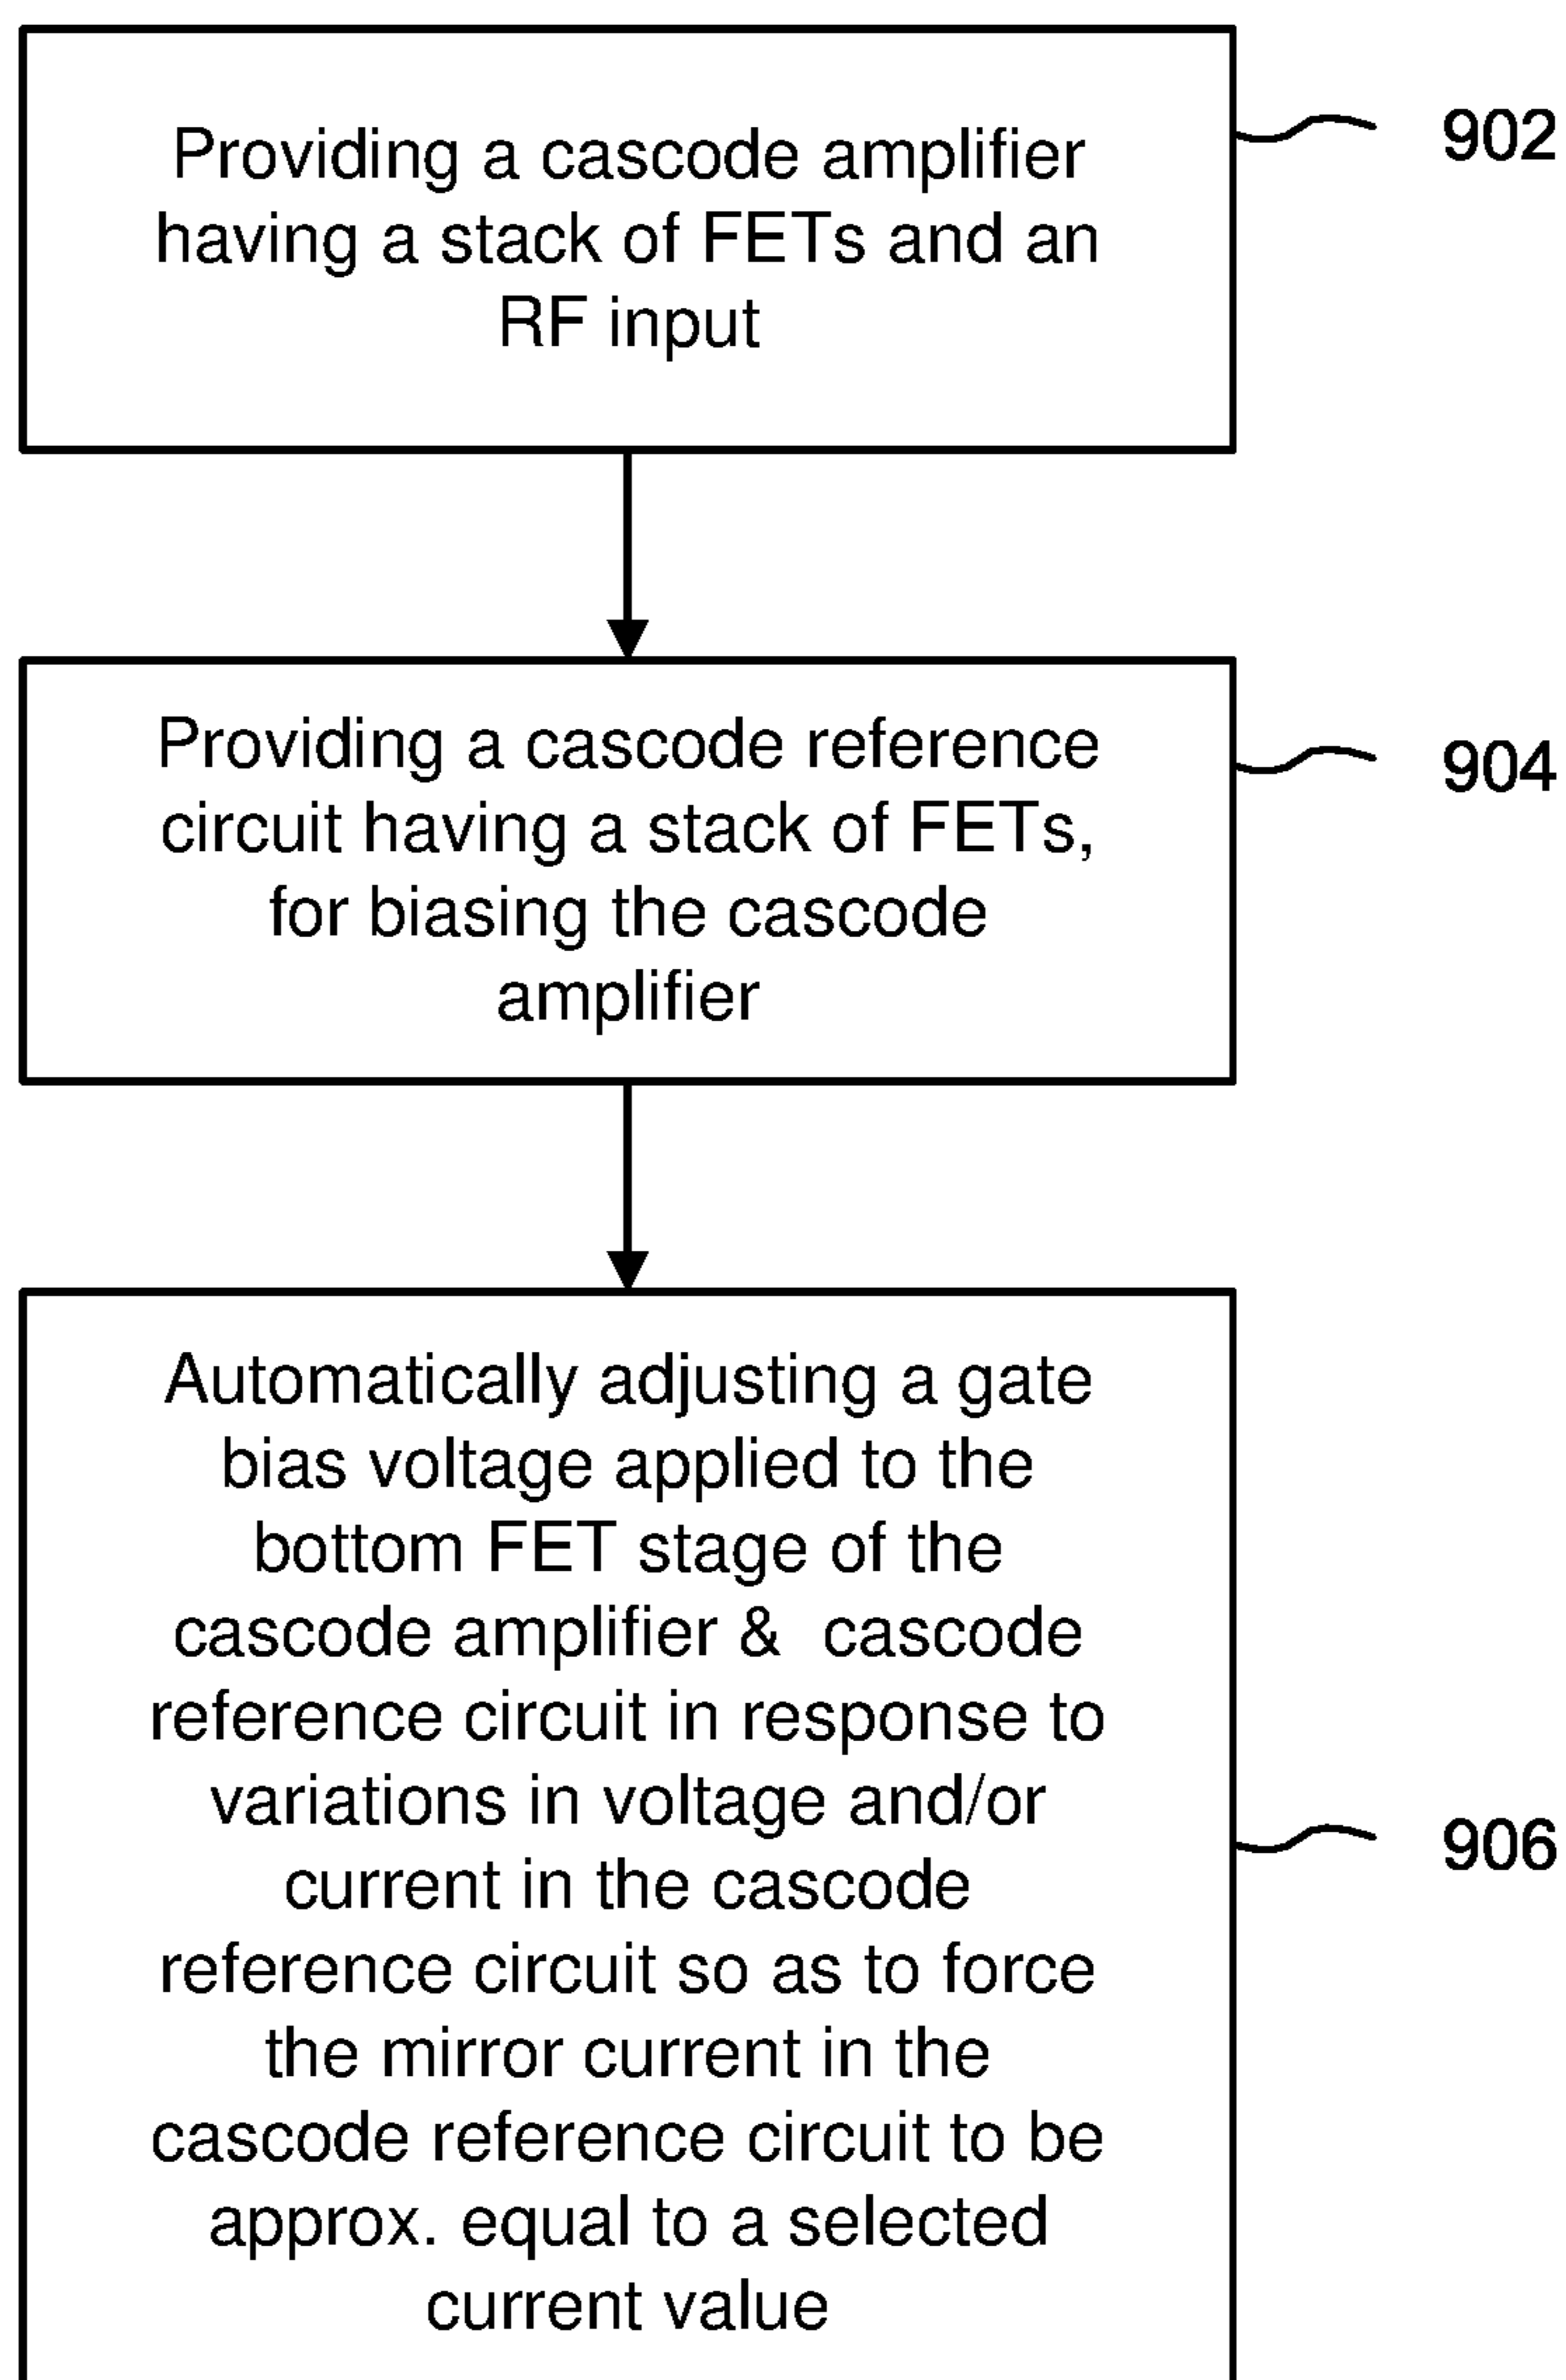 Providing a cascode amplifier
having a stack of FETs and an
RF input
902
Providing a cascode reference
circuit having a stack of FETs,
for biasing the cascode
amplifier
904
Automatically adjusting a gate
bias voltage applied to the
bottom FET stage of the
cascode amplifier & cascode
reference circuit in response to
variations in voltage and/or
current in the cascode
reference circuit so as to force
the mirror current in the
cascode reference circuit to be
approx. equal to a selected
current value
906